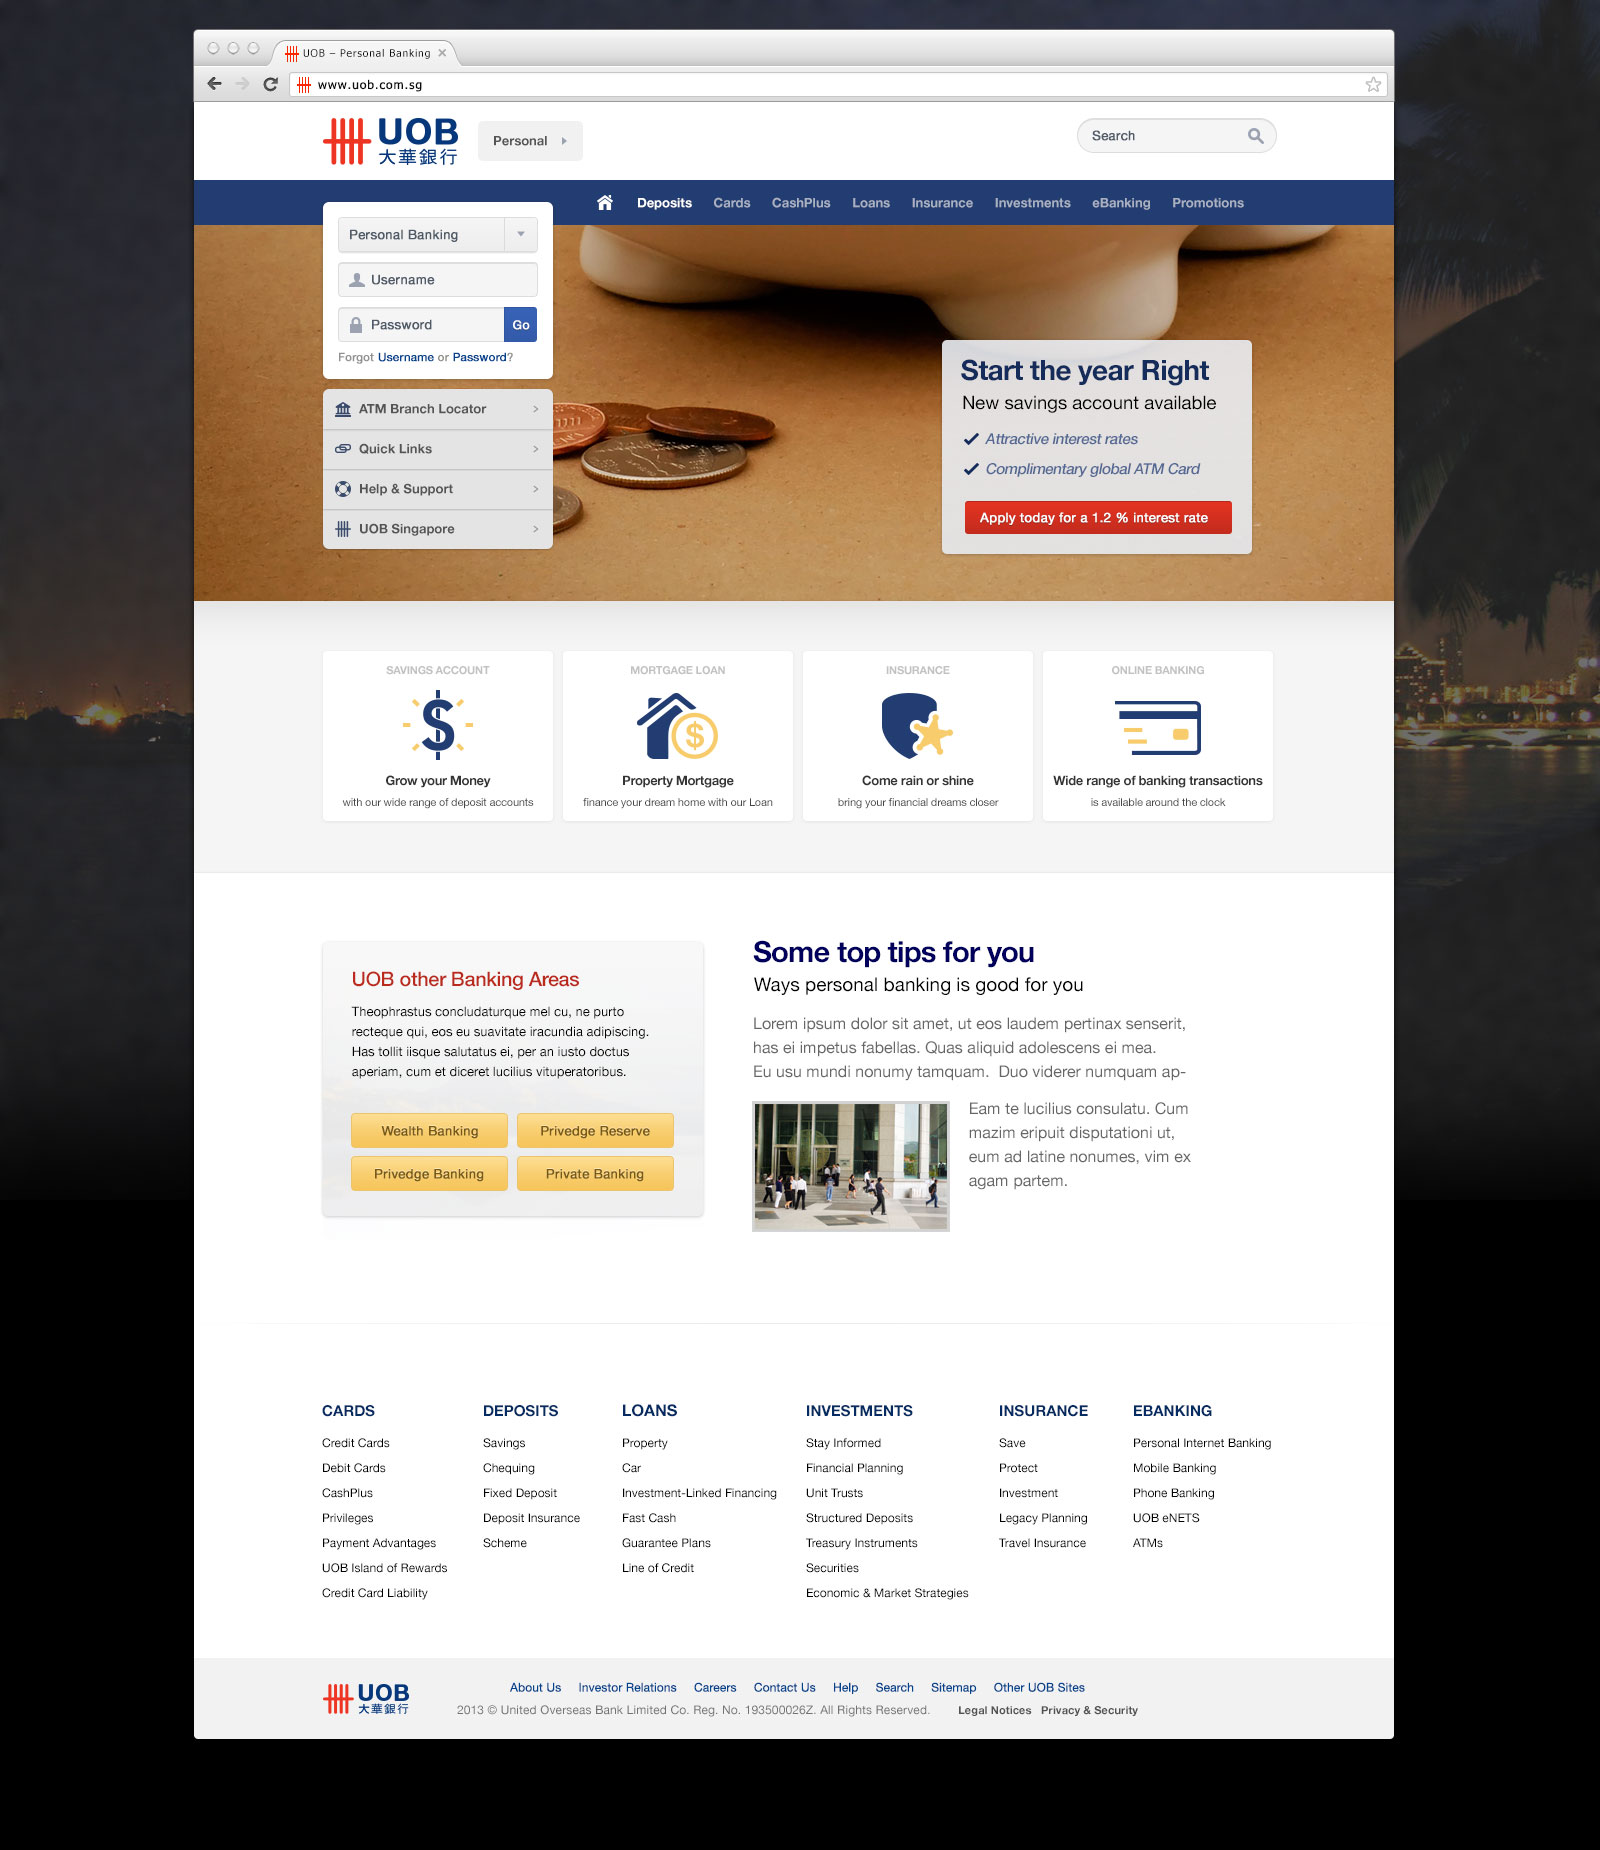 UOB – Personal Banking
www.uob.com.sg
UOB
大華銀行
Personal
Search
Deposits Cards CashPlus Loans Insurance Investments eBanking Promotions
Personal Banking
Username
Password Go
Forgot Username or Password?
ATM Branch Locator
Quick Links
Help & Support
UOB Singapore
Start the year Right
New savings account available
Attractive interest rates
Complimentary global ATM Card
Apply today for a 1.2 % interest rate
SAVINGS ACCOUNT
Grow your Money
with our wide range of deposit accounts
MORTGAGE LOAN
Property Mortgage
finance your dream home with our Loan
INSURANCE
Come rain or shine
bring your financial dreams closer
ONLINE BANKING
Wide range of banking transactions
is available around the clock
UOB other Banking Areas
Theophrastus concludaturque mel cu, ne purto
recteque qui, eos eu suavitate iracundia adipiscing.
Has tollit iisque salutatus ei, per an iusto doctus
aperiam, cum et diceret lucilius vituperatoribus.
Wealth Banking Privedge Reserve
Privedge Banking Private Banking
Some top tips for you
Ways personal banking is good for you
Lorem ipsum dolor sit amet, ut eos laudem pertinax senserit,
has ei impetus fabellas. Quas aliquid adolescens ei mea.
Eu usu mundi nonumy tamquam. Duo viderer numquam ap-
Eam te lucilius consulatu. Cum
mazim eripuit disputationi ut,
eum ad latine nonumes, vim ex
agam partem.
CARDS
Credit Cards
Debit Cards
CashPlus
Privileges
Payment Advantages
UOB Island of Rewards
Credit Card Liability
DEPOSITS
Savings
Chequing
Fixed Deposit
Deposit Insurance
Scheme
LOANS
Property
Car
Investment-Linked Financing
Fast Cash
Guarantee Plans
Line of Credit
INVESTMENTS
Stay Informed
Financial Planning
Unit Trusts
Structured Deposits
Treasury Instruments
Securities
Economic & Market Strategies
INSURANCE
Save
Protect
Investment
Legacy Planning
Travel Insurance
EBANKING
Personal Internet Banking
Mobile Banking
Phone Banking
UOB eNETS
ATMs
UOB
大華銀行
About Us Investor Relations Careers Contact Us Help Search Sitemap Other UOB Sites
2013 © United Overseas Bank Limited Co. Reg. No. 193500026Z. All Rights Reserved. Legal Notices Privacy & Security